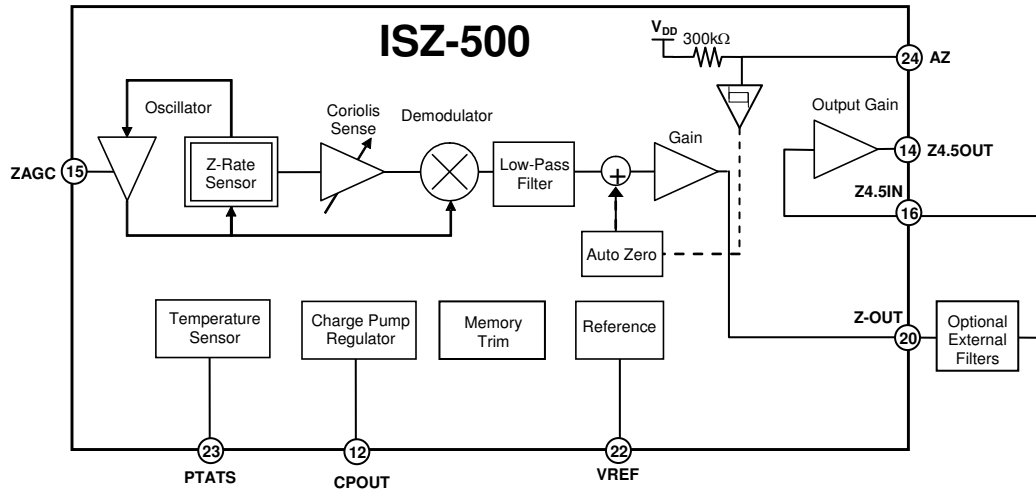 ISZ-500
VDD
300kΩ
24 AZ
Oscillator
Coriolis
Sense
Demodulator
Output Gain
Gain
15
ZAGC
Z-Rate
Sensor
Low-Pass
Filter
+
14 Z4.5OUT
Z4.5IN
16
Auto Zero
Temperature
Sensor
Charge Pump
Regulator
Memory
Trim
Reference
Z-OUT
20
Optional
External
Filters
23
PTATS
12
CPOUT
22
VREF